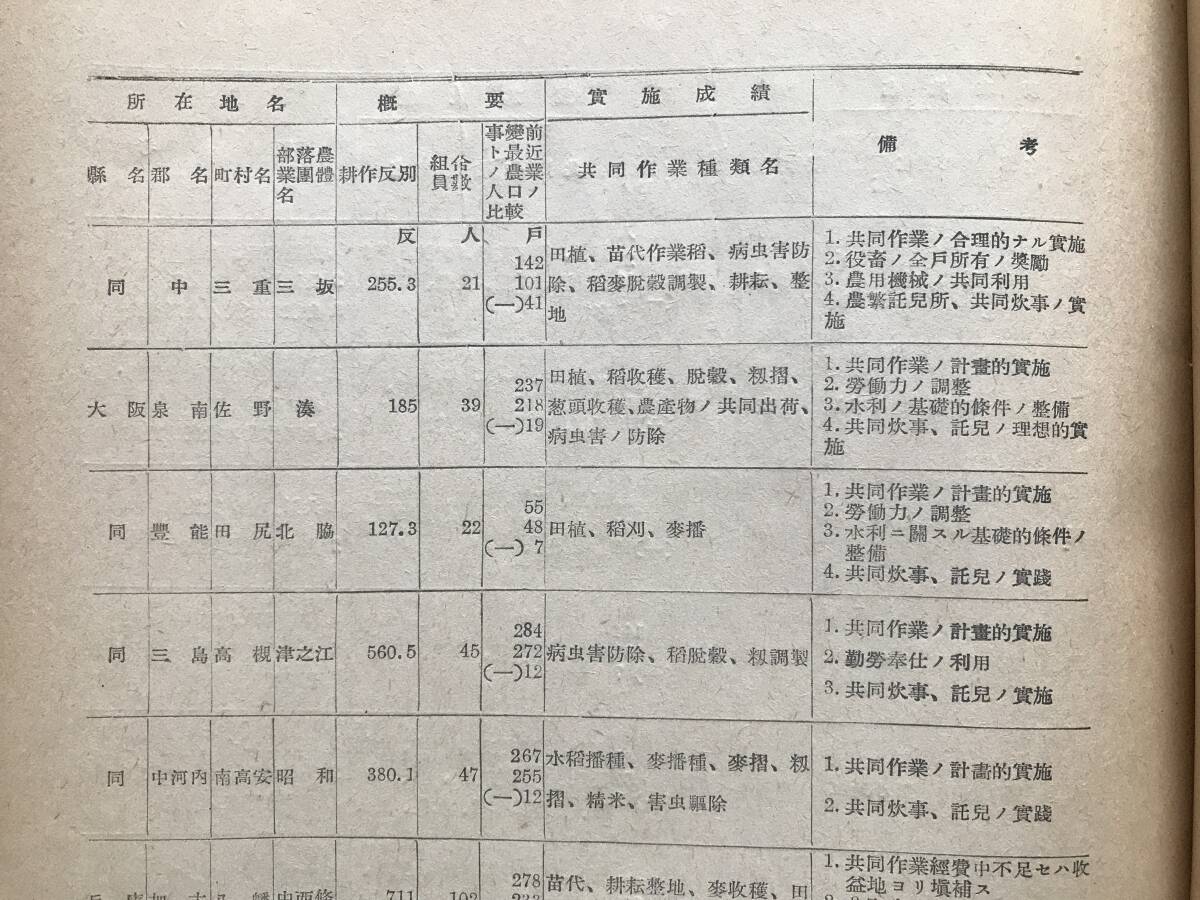 所在地名 概要 實施成績 備考
縣名 郡名 町村名 部落農業團體名 耕作反別 組合員數 事變前ト最近ノ農業人口ノ比較 共同作業種類名
反 人 戶
同 中 三重 三坂 255.3 21
142
101
(—)41
田植、苗代作業稻、病虫害防
除、稻麥脫穀調製、耕耘、整
地
1. 共同作業ノ合理的ナル實施
2. 役畜ノ全戶所有ノ獎勵
3. 農用機械ノ共同利用
4. 農繁託兒所、共同炊事ノ實
施
大阪 泉南 佐野 湊 185 39
237
218
(—)19
田植、稻收穫、脫穀、籾摺、
葱頭收穫、農產物ノ共同出荷、
病虫害ノ防除
1. 共同作業ノ計畫的實施
2. 勞働力ノ調整
3. 水利ノ基礎的條件ノ整備
4. 共同炊事、託兒ノ理想的實
施
同 豐能 田尻 北脇 127.3 22
55
48
(—) 7
田植、稻刈、麥播
1. 共同作業ノ計畫的實施
2. 勞働力ノ調整
3. 水利ニ關スル基礎的條件ノ
整備
4. 共同炊事、託兒ノ實踐
同 三島 高槻 津之江 560.5 45
284
272
(—)12
病虫害防除、稻脫穀、籾調製
1. 共同作業ノ計畫的實施
2. 勤勞奉仕ノ利用
3. 共同炊事、託兒ノ實施
同 中河內 南高安 昭和 380.1 47
267
255
(—)12
水稻播種、麥播種、麥摺、籾
摺、精米、害虫驅除
1. 共同作業ノ計畫的實施
2. 共同炊事、託兒ノ實踐
711
278
苗代、耕耘整地、麥收穫、田
1. 共同作業經費中不足セハ收
益地ヨリ塡補ス